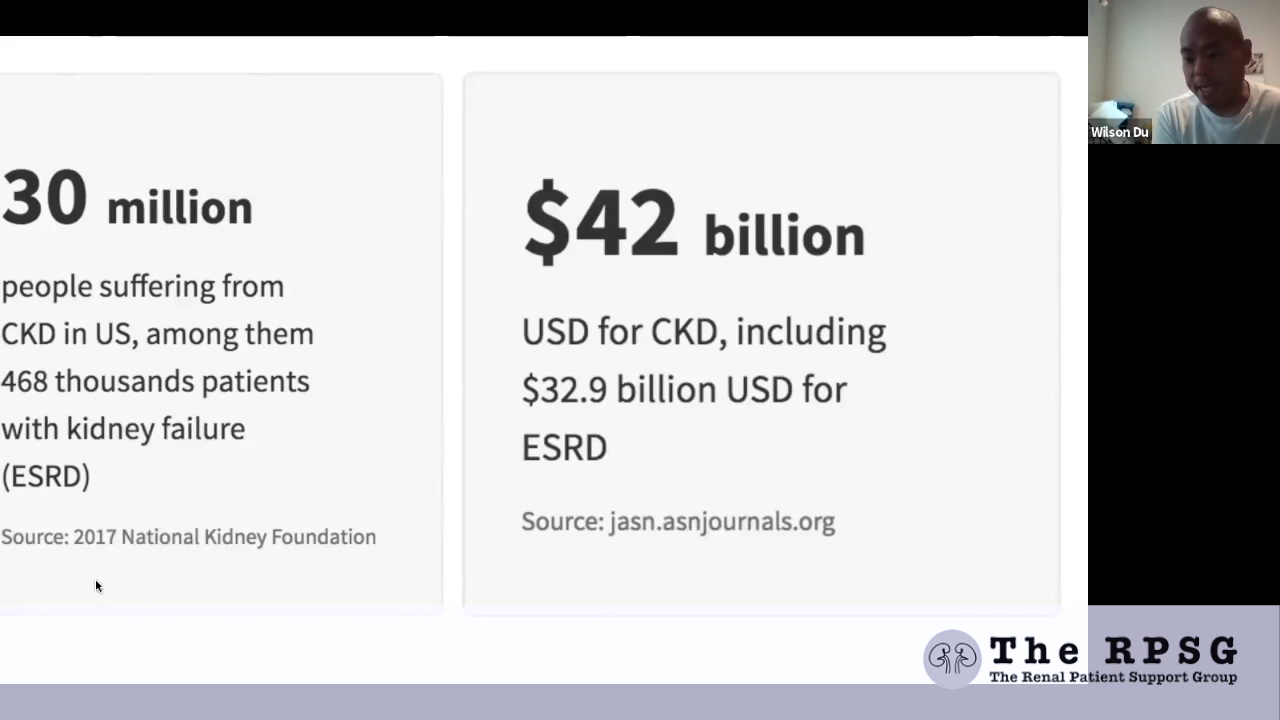 30 million
people suffering from
CKD in US, among them
468 thousands patients
with kidney failure
(ESRD)
Source: 2017 National Kidney Foundation
$42 billion
USD for CKD, including
$32.9 billion USD for
ESRD
Source: jasn.asnjournals.org
Wilson Du
The RPSG
The Renal Patient Support Group